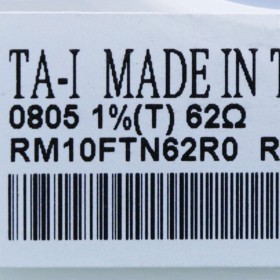 TA-I MADE IN T
0805 1%(T) 62Ω
RM10FTN62R0 R